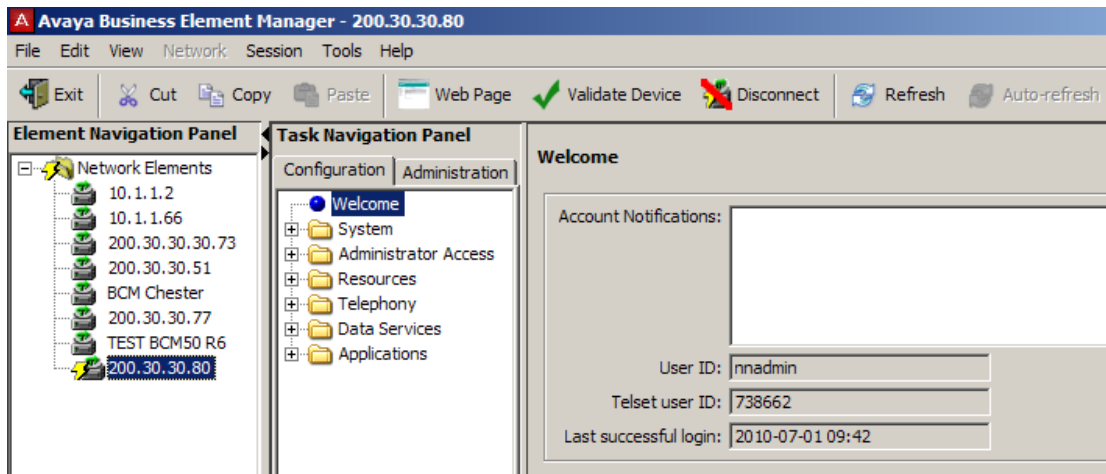 A Avaya Business Element Manager - 200.30.30.80
File Edit View Network Session Tools Help
Exit Cut Copy Paste Web Page Validate Device Disconnect Refresh Auto-refresh
Element Navigation Panel
Network Elements
10.1.1.2
10.1.1.66
200.30.30.30.73
200.30.30.51
BCM Chester
200.30.30.77
TEST BCM50 R6
200.30.30.80
Task Navigation Panel
Configuration Administration
Welcome
System
Administrator Access
Resources
Telephony
Data Services
Applications
Welcome
Account Notifications:
User ID: nnadmin
Telset user ID: 738662
Last successful login: 2010-07-01 09:42